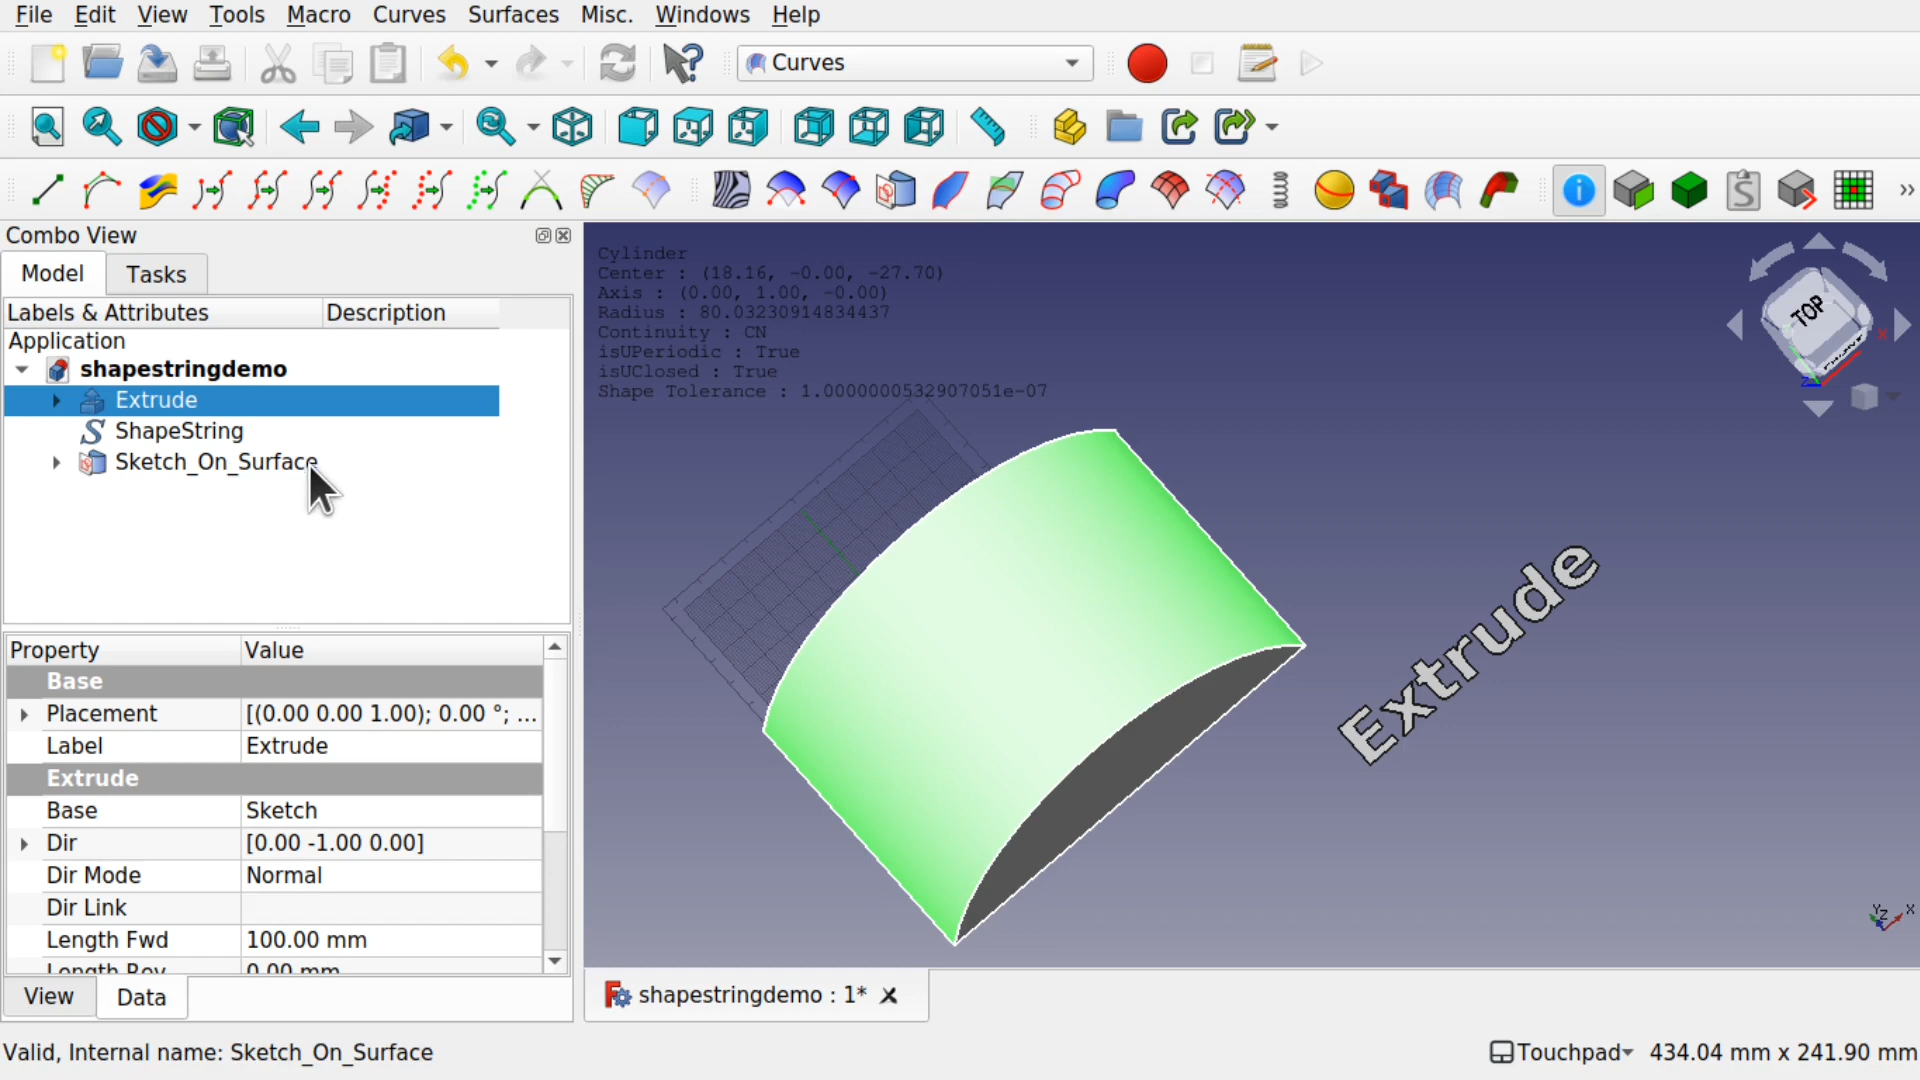 File Edit View Tools Macro Curves Surfaces Misc. Windows Help
Curves
Combo View
Model Tasks
Labels & Attributes Description
Application
shapestringdemo
Extrude
ShapeString
Sketch_On_Surface
Property Value
Base
Placement [(0.00 0.00 1.00); 0.00 °; ...
Label Extrude
Extrude
Base Sketch
Dir [0.00 -1.00 0.00]
Dir Mode Normal
Dir Link
Length Fwd 100.00 mm
Length Rev 0.00 mm
View Data
Cylinder
Center : (18.16, -0.00, -27.70)
Axis : (0.00, 1.00, -0.00)
Radius : 80.03230914834437
Continuity : CN
isUPeriodic : True
isUClosed : True
Shape Tolerance : 1.0000000532907051e-07
TOP
X
Z
Extrude
Y
Z
X
shapestringdemo : 1*
Valid, Internal name: Sketch_On_Surface
Touchpad 434.04 mm x 241.90 mm